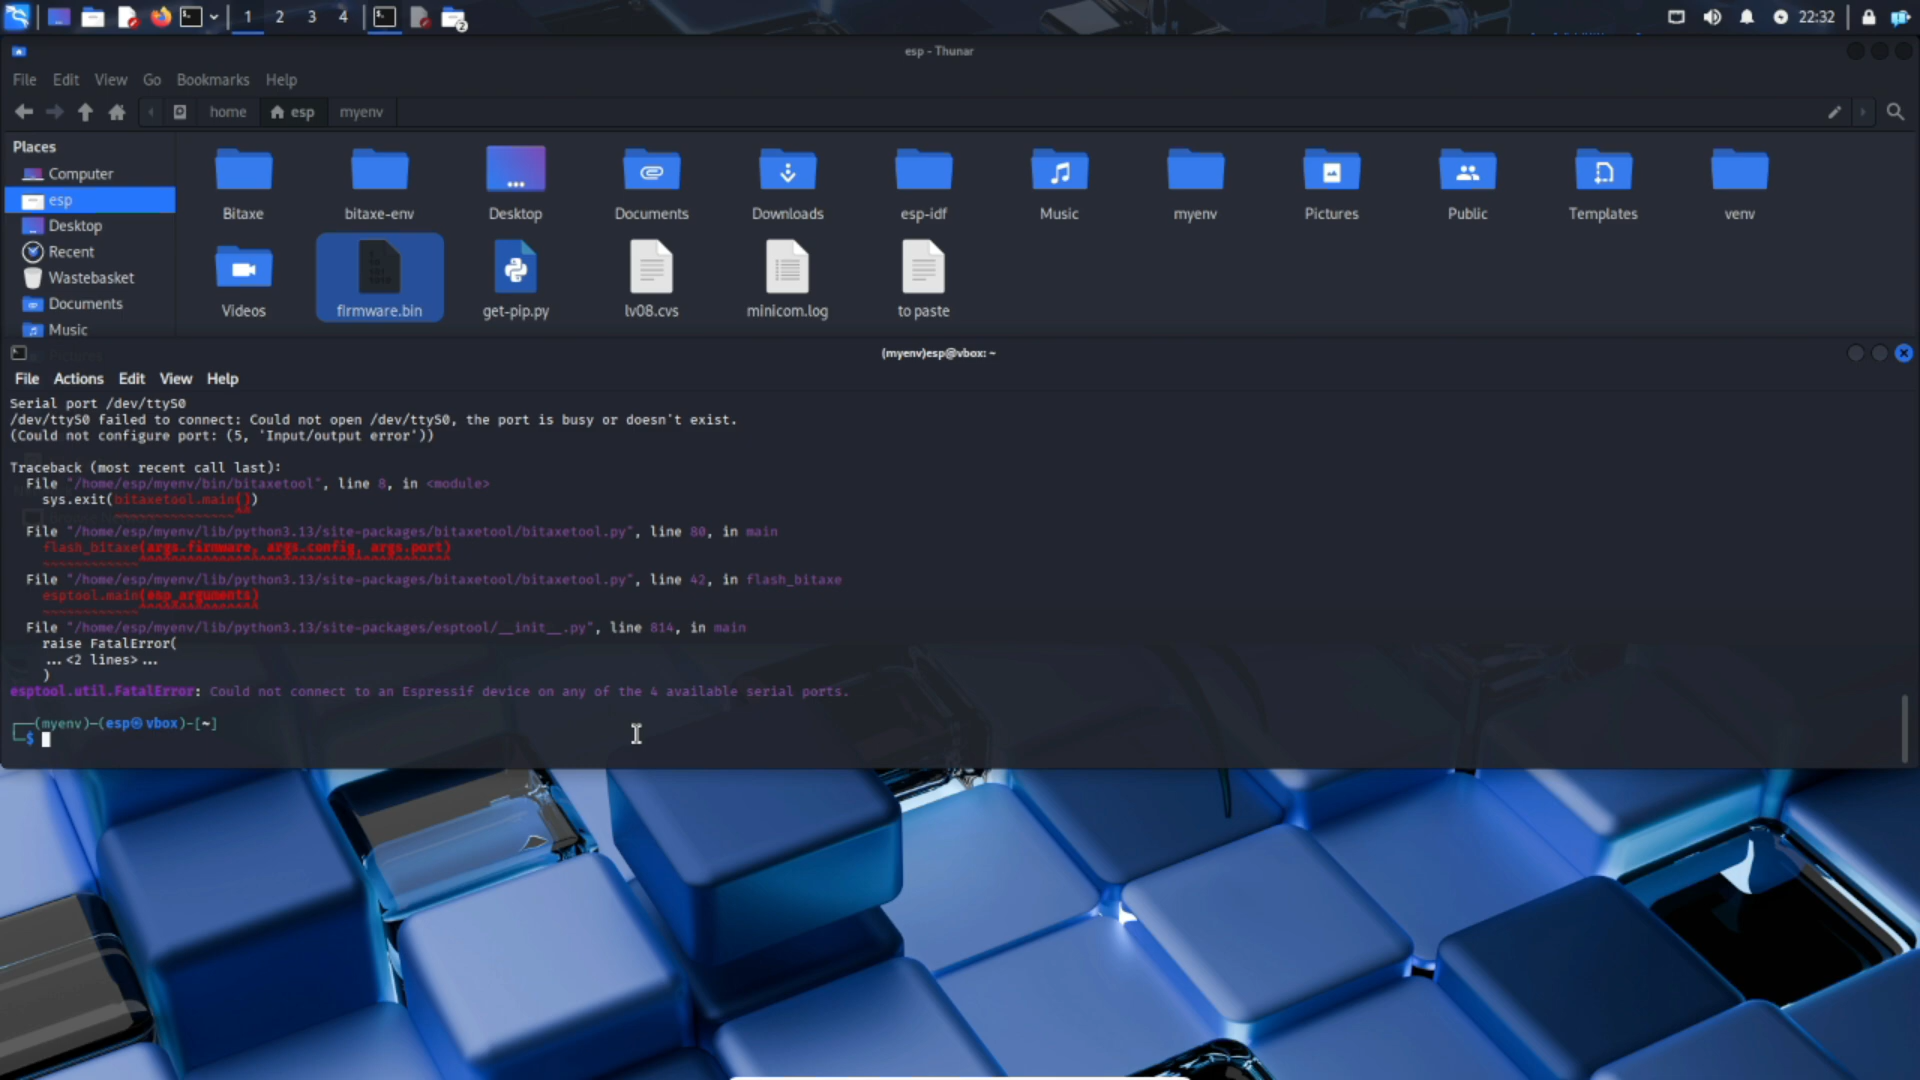 1 2 3 4
2
22:32
esp - Thunar
File Edit View Go Bookmarks Help
home esp myenv
Places
Computer
esp
Desktop
Recent
Wastebasket
Documents
Music
Bitaxe bitaxe-env Desktop Documents Downloads esp-idf Music myenv Pictures Public Templates venv
Videos firmware.bin get-pip.py lv08.cvs minicom.log to paste
(myenv)esp@vbox: ~
File Actions Edit View Help
Serial port /dev/ttyS0
/dev/ttyS0 failed to connect: Could not open /dev/ttyS0, the port is busy or doesn't exist.
(Could not configure port: (5, 'Input/output error'))
Traceback (most recent call last):
File "/home/esp/myenv/bin/bitaxetool", line 8, in <module>
sys.exit(bitaxetool.main())
~~~~~~~~~~~~~~~^^
File "/home/esp/myenv/lib/python3.13/site-packages/bitaxetool/bitaxetool.py", line 80, in main
flash_bitaxe(args.firmware, args.config, args.port)
~~~~~~~~~~~~^^^^^^^^^^^^^^^^^^^^^^^^^^^^^^^^^^^^^^^
File "/home/esp/myenv/lib/python3.13/site-packages/bitaxetool/bitaxetool.py", line 42, in flash_bitaxe
esptool.main(esp_arguments)
~~~~~~~~~~~~^^^^^^^^^^^^^^^
File "/home/esp/myenv/lib/python3.13/site-packages/esptool/__init__.py", line 814, in main
raise FatalError(
...<2 lines>...
)
esptool.util.FatalError: Could not connect to an Espressif device on any of the 4 available serial ports.
┌──(myenv)─(esp㉿vbox)-[~]
└─$